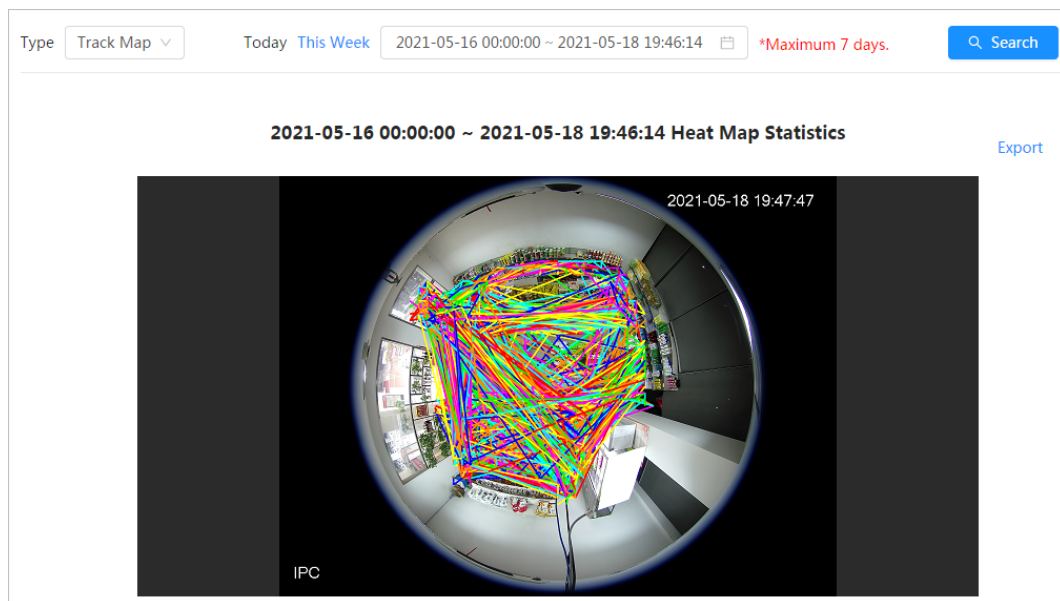 Type Track Map Today This Week 2021-05-16 00:00:00 ~ 2021-05-18 19:46:14 *Maximum 7 days. Search
2021-05-16 00:00:00 ~ 2021-05-18 19:46:14 Heat Map Statistics
Export
2021-05-18 19:47:47
IPC